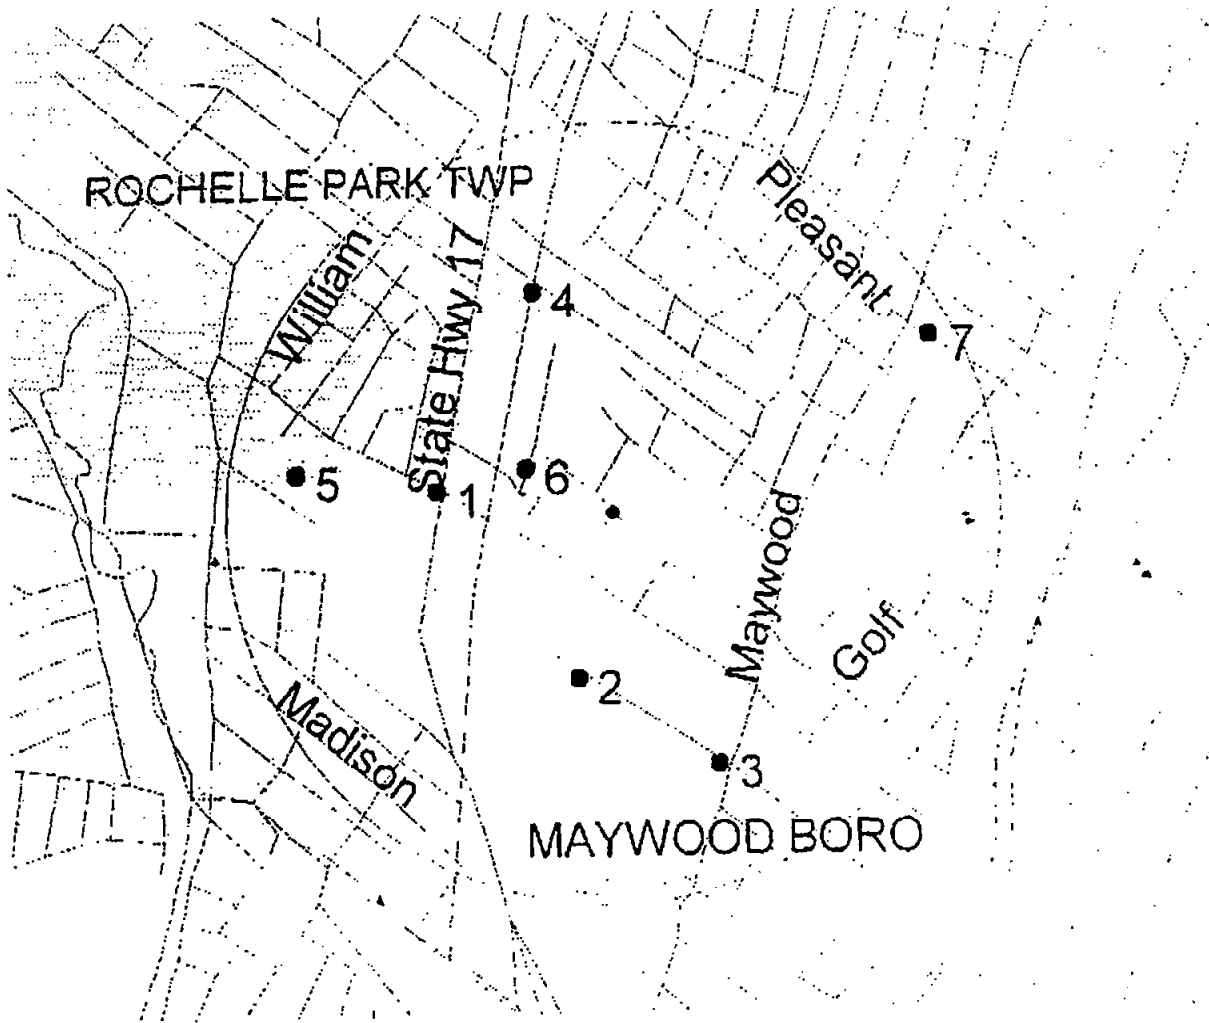 ROCHELLE PARK TWP
Pleasant
William
State Hwy 17
4
7
5
1
6
Maywood
Golf
2
Madison
3
MAYWOOD BORO